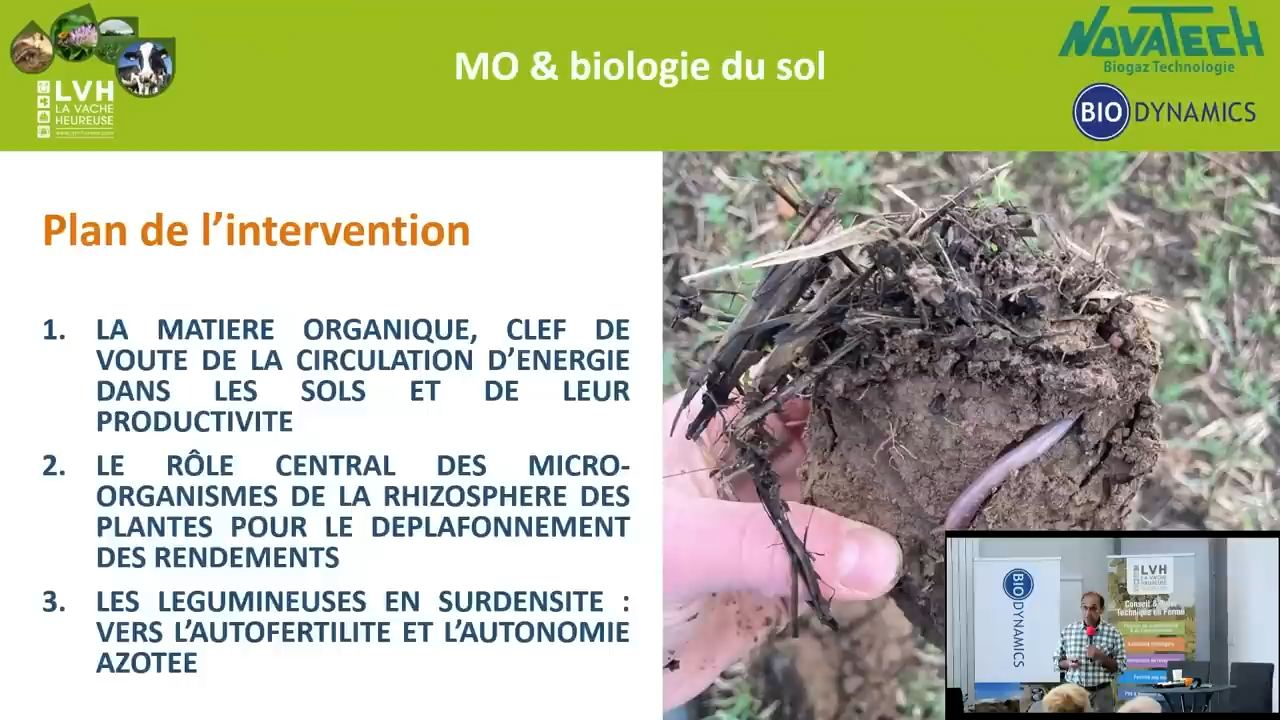 MO & biologie du sol
LVH
LA VACHE
HEUREUSE
NOVATECH
Biogaz Technologie
BIO DYNAMICS
Plan de l’intervention
1. LA MATIERE ORGANIQUE, CLEF DE
VOUTE DE LA CIRCULATION D’ENERGIE
DANS LES SOLS ET DE LEUR
PRODUCTIVITE
2. LE RÔLE CENTRAL DES MICRO-
ORGANISMES DE LA RHIZOSPHERE DES
PLANTES POUR LE DEPLAFONNEMENT
DES RENDEMENTS
3. LES LEGUMINEUSES EN SURDENSITE :
VERS L’AUTOFERTILITE ET L’AUTONOMIE
AZOTEE
BIO DYNAMICS
LVH
LA VACHE
HEUREUSE